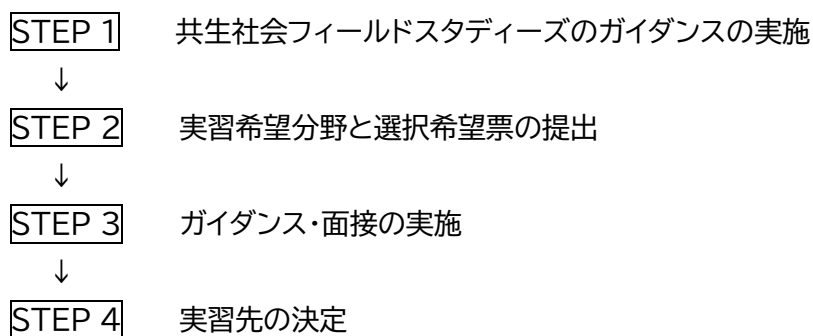 STEP 1 共生社会フィールドスタディーズのガイダンスの実施
↓
STEP 2 実習希望分野と選択希望票の提出
↓
STEP 3 ガイダンス・面接の実施
↓
STEP 4 実習先の決定